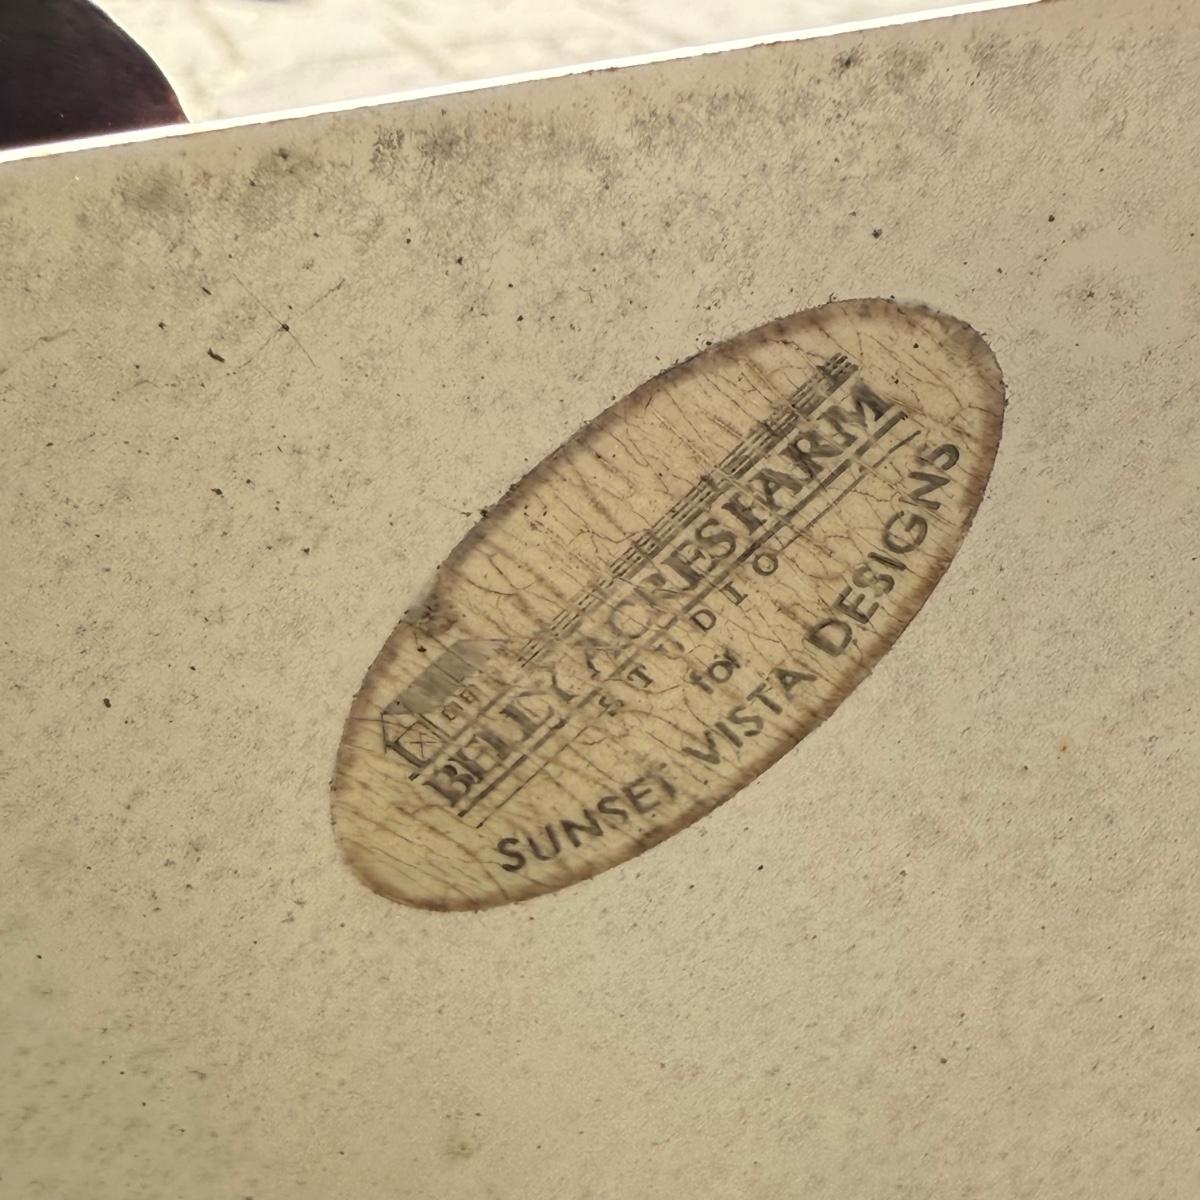 BELLY ACRES FARM
STUDIO
for
SUNSET VISTA DESIGNS